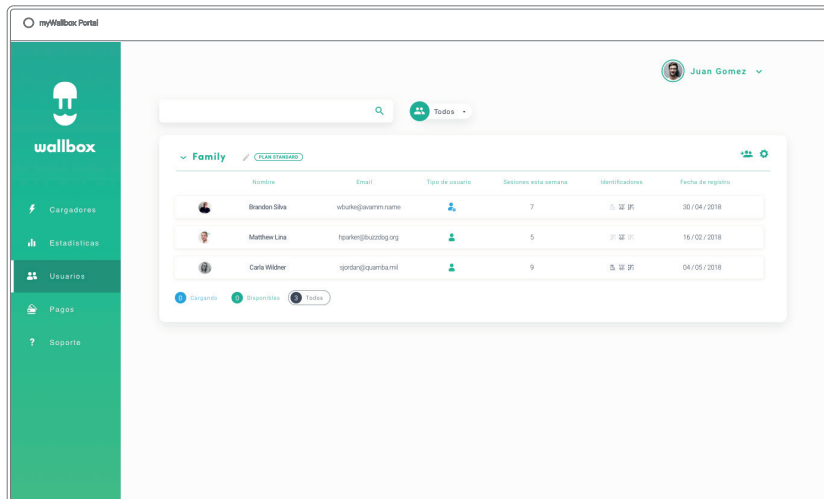 myWallbox Portal
wallbox
Cargadores
Estadísticas
Usuarios
Pagos
? Soporte
Juan Gomez
Todos
Family PLAN STANDARD
Nombre Email Tipo de usuario Sesiones esta semana Identificadores Fecha de registro
Brandon Silva wburke@avamm.name 7 30 / 04 / 2018
Matthew Lina hparker@buzzdog.org 5 16 / 02 / 2018
Carla Wildner sjordan@quamba.mil 9 04 / 05 / 2018
0 Cargando 0 Disponibles 3 Todos